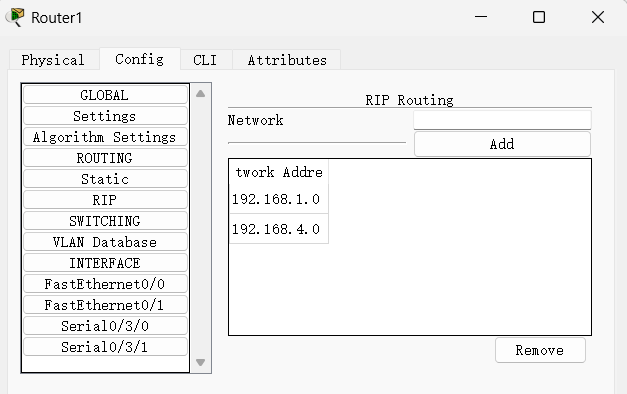 Router1
Physical Config CLI Attributes
GLOBAL
Settings
Algorithm Settings
ROUTING
Static
RIP
SWITCHING
VLAN Database
INTERFACE
FastEthernet0/0
FastEthernet0/1
Serial0/3/0
Serial0/3/1
RIP Routing
Network
Add
twork Addre
192.168.1.0
192.168.4.0
Remove